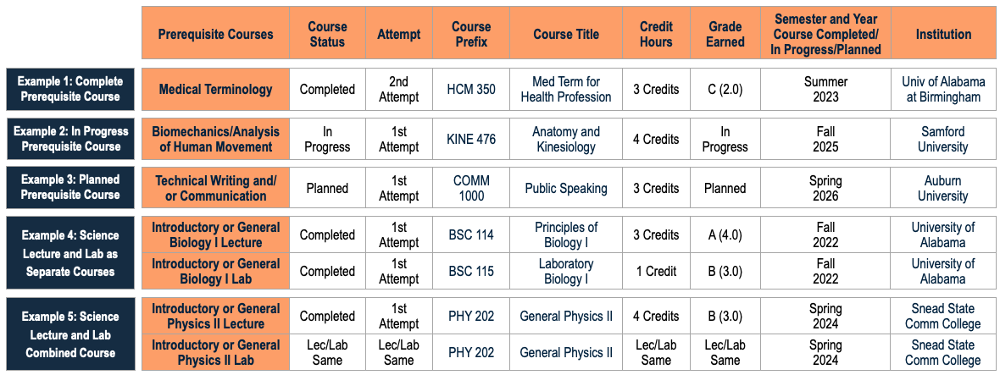 Prerequisite Courses
Course
Status
Attempt
Course
Prefix
Course Title
Credit
Hours
Grade
Earned
Semester and Year
Course Completed/
In Progress/Planned
Institution
Example 1: Complete
Prerequisite Course
Medical Terminology
Completed
2nd
Attempt
HCM 350
Med Term for
Health Profession
3 Credits
C (2.0)
Summer
2023
Univ of Alabama
at Birmingham
Example 2: In Progress
Prerequisite Course
Biomechanics/Analysis
of Human Movement
In
Progress
1st
Attempt
KINE 476
Anatomy and
Kinesiology
4 Credits
In
Progress
Fall
2025
Samford
University
Example 3: Planned
Prerequisite Course
Technical Writing and/
or Communication
Planned
1st
Attempt
COMM
1000
Public Speaking
3 Credits
Planned
Spring
2026
Auburn
University
Example 4: Science
Lecture and Lab as
Separate Courses
Introductory or General
Biology I Lecture
Completed
1st
Attempt
BSC 114
Principles of
Biology I
3 Credits
A (4.0)
Fall
2022
University of
Alabama
Introductory or General
Biology I Lab
Completed
1st
Attempt
BSC 115
Laboratory
Biology I
1 Credit
B (3.0)
Fall
2022
University of
Alabama
Example 5: Science
Lecture and Lab
Combined Course
Introductory or General
Physics II Lecture
Completed
1st
Attempt
PHY 202
General Physics II
4 Credits
B (3.0)
Spring
2024
Snead State
Comm College
Introductory or General
Physics II Lab
Lec/Lab
Same
Lec/Lab
Same
PHY 202
General Physics II
Lec/Lab
Same
Lec/Lab
Same
Spring
2024
Snead State
Comm College